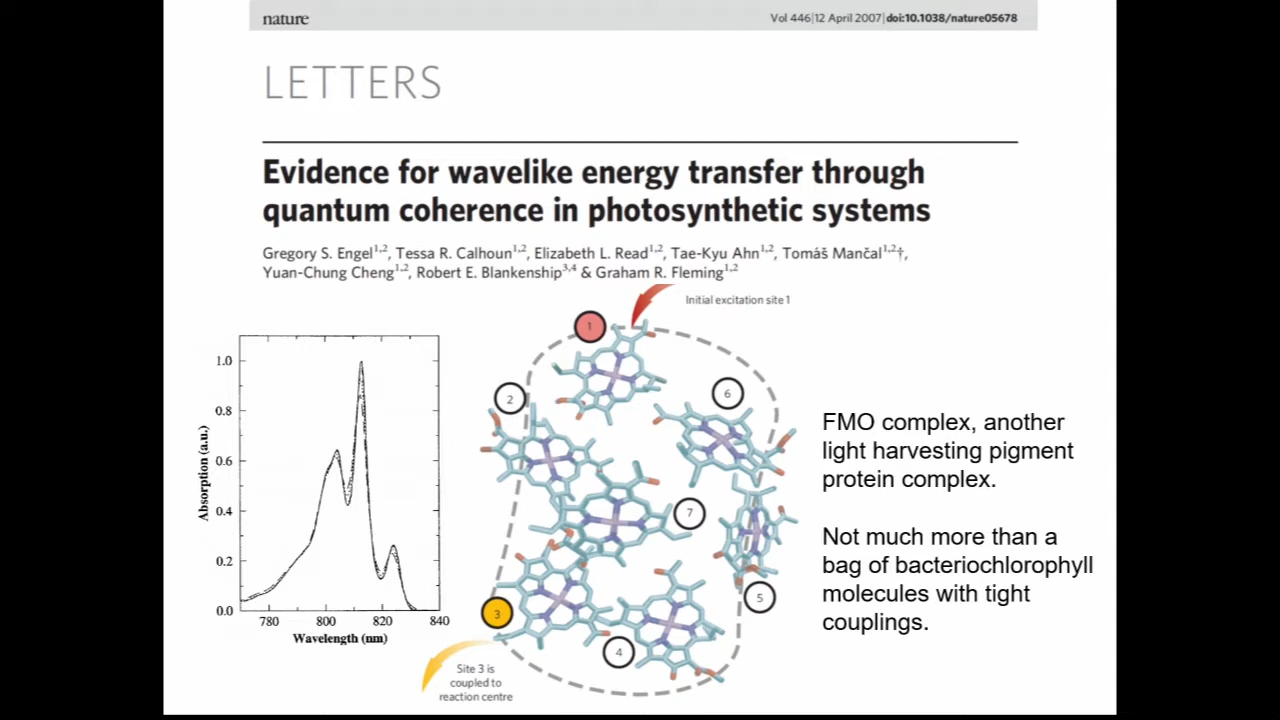 nature
Vol 446|12 April 2007|doi:10.1038/nature05678
LETTERS
Evidence for wavelike energy transfer through
quantum coherence in photosynthetic systems
Gregory S. Engel1,2, Tessa R. Calhoun1,2, Elizabeth L. Read1,2, Tae-Kyu Ahn1,2, Tomáš Mančal1,2†,
Yuan-Chung Cheng1,2, Robert E. Blankenship3,4 & Graham R. Fleming1,2
Initial excitation site 1
1
2
6
7
3
5
4
Site 3 is
coupled to
reaction centre
1.0
0.8
0.6
0.4
0.2
0.0
Absorption (a.u.)
780 800 820 840
Wavelength (nm)
FMO complex, another
light harvesting pigment
protein complex.
Not much more than a
bag of bacteriochlorophyll
molecules with tight
couplings.